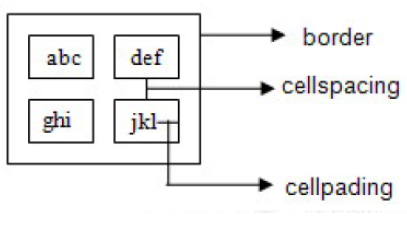 border
abc def
cellspacing
ghi jkl
cellpading